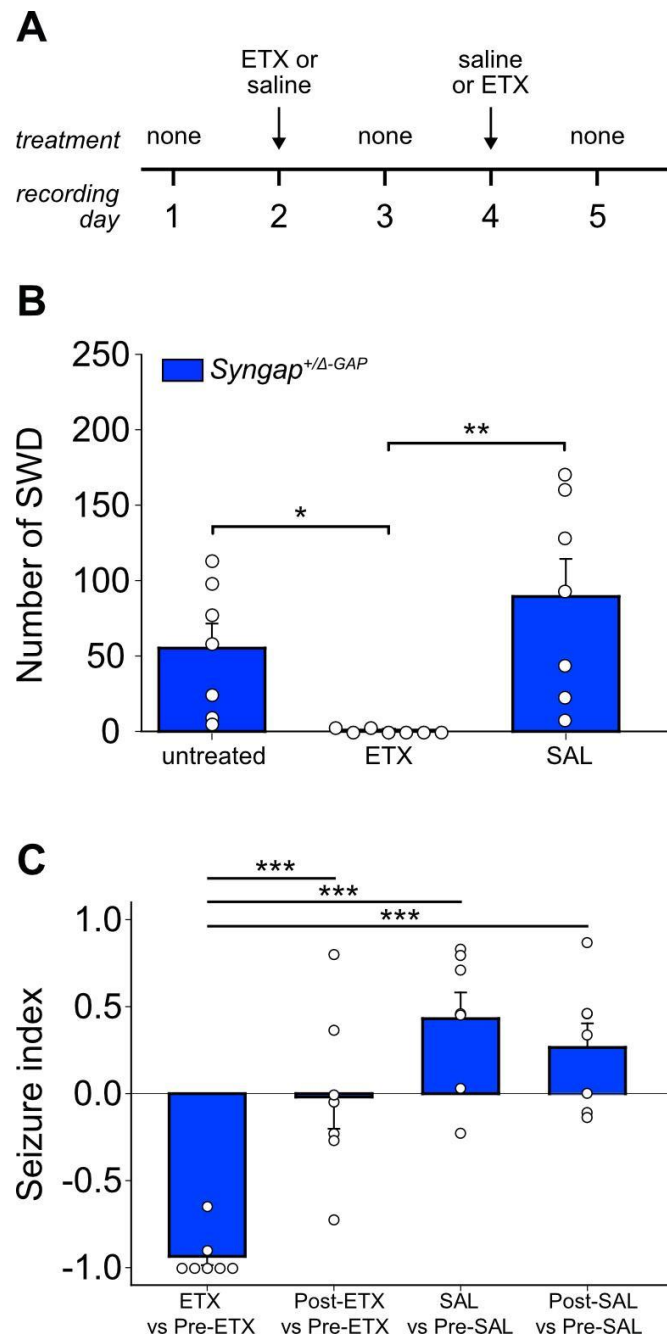 A
ETX or saline
saline or ETX
treatment none none none
recording day 1 2 3 4 5
B
Number of SWD
250
200
150
100
50
0
Syngap+/Δ-GAP
**
*
untreated ETX SAL
C
Seizure index
***
***
***
1.0
0.5
0.0
-0.5
-1.0
ETX vs Pre-ETX
Post-ETX vs Pre-ETX
SAL vs Pre-SAL
Post-SAL vs Pre-SAL